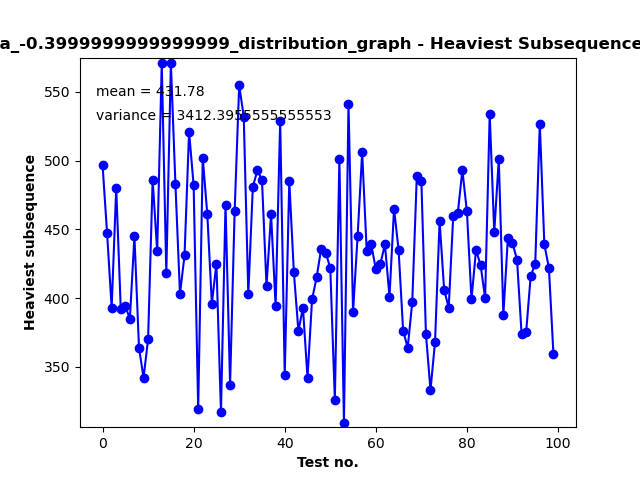 a_-0.3999999999999999_distribution_graph - Heaviest Subsequence
mean = 431.78
variance = 3412.3955555555553
Heaviest subsequence
550
500
450
400
350
0 20 40 60 80 100
Test no.